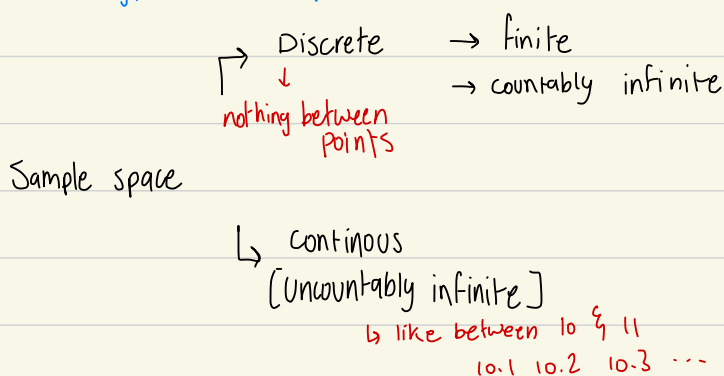 Discrete → finite
→ countably infinite
nothing between
points
Sample space
continous
[Uncountably infinite]
↳ like between 10 & 11
10.1 10.2 10.3 ...